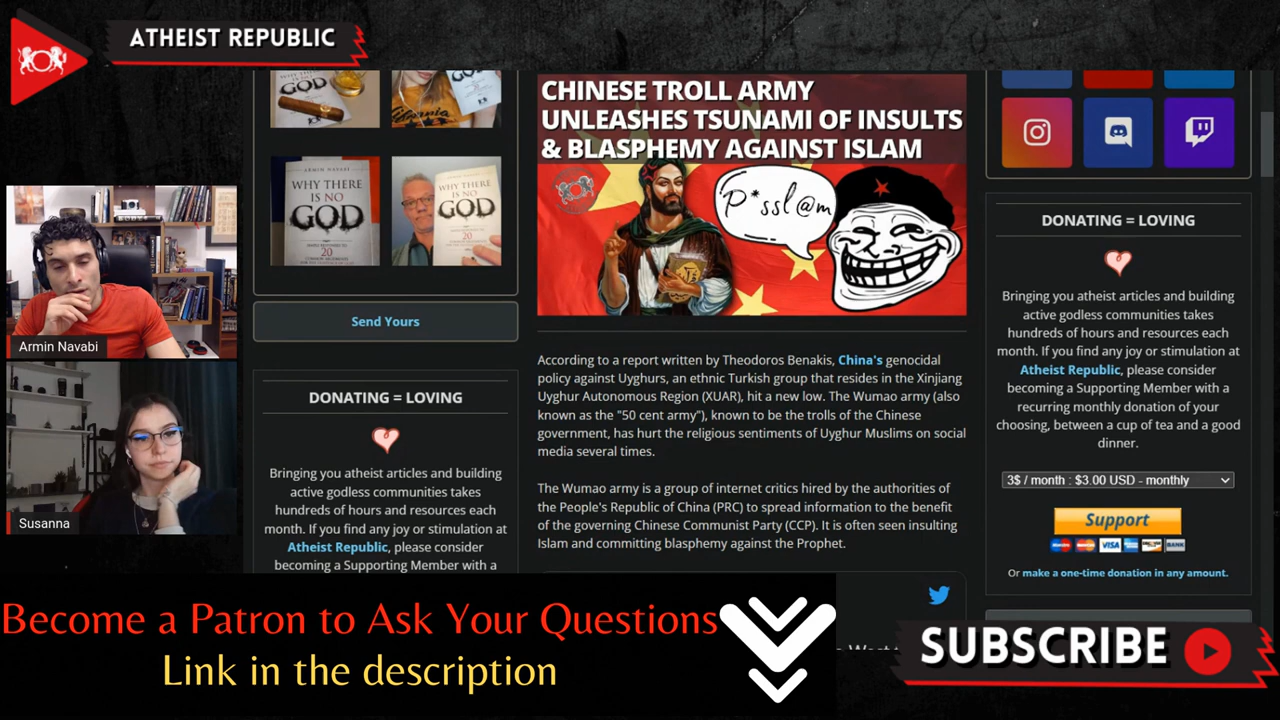 ATHEIST REPUBLIC
Armin Navabi
Susanna
WHY THERE
IS NO
GOD
ARMIN NAVABI
WHY THERE
IS NO
GOD
20
WHY THERE
IS NO
GOD
20
Send Yours
DONATING = LOVING
Bringing you atheist articles and building
active godless communities takes
hundreds of hours and resources each
month. If you find any joy or stimulation at
Atheist Republic, please consider
becoming a Supporting Member with a
CHINESE TROLL ARMY
UNLEASHES TSUNAMI OF INSULTS
& BLASPHEMY AGAINST ISLAM
P*ssl@m
According to a report written by Theodoros Benakis, China's genocidal
policy against Uyghurs, an ethnic Turkish group that resides in the Xinjiang
Uyghur Autonomous Region (XUAR), hit a new low. The Wumao army (also
known as the "50 cent army"), known to be the trolls of the Chinese
government, has hurt the religious sentiments of Uyghur Muslims on social
media several times.
The Wumao army is a group of internet critics hired by the authorities of
the People's Republic of China (PRC) to spread information to the benefit
of the governing Chinese Communist Party (CCP). It is often seen insulting
Islam and committing blasphemy against the Prophet.
DONATING = LOVING
Bringing you atheist articles and building
active godless communities takes
hundreds of hours and resources each
month. If you find any joy or stimulation at
Atheist Republic, please consider
becoming a Supporting Member with a
recurring monthly donation of your
choosing, between a cup of tea and a good
dinner.
3$ / month : $3.00 USD - monthly
Support
VISA
BANK
Or make a one-time donation in any amount.
Become a Patron to Ask Your Questions
Link in the description
SUBSCRIBE